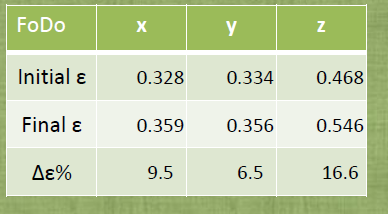 FoDo x y z
Initial ε 0.328 0.334 0.468
Final ε 0.359 0.356 0.546
Δε% 9.5 6.5 16.6